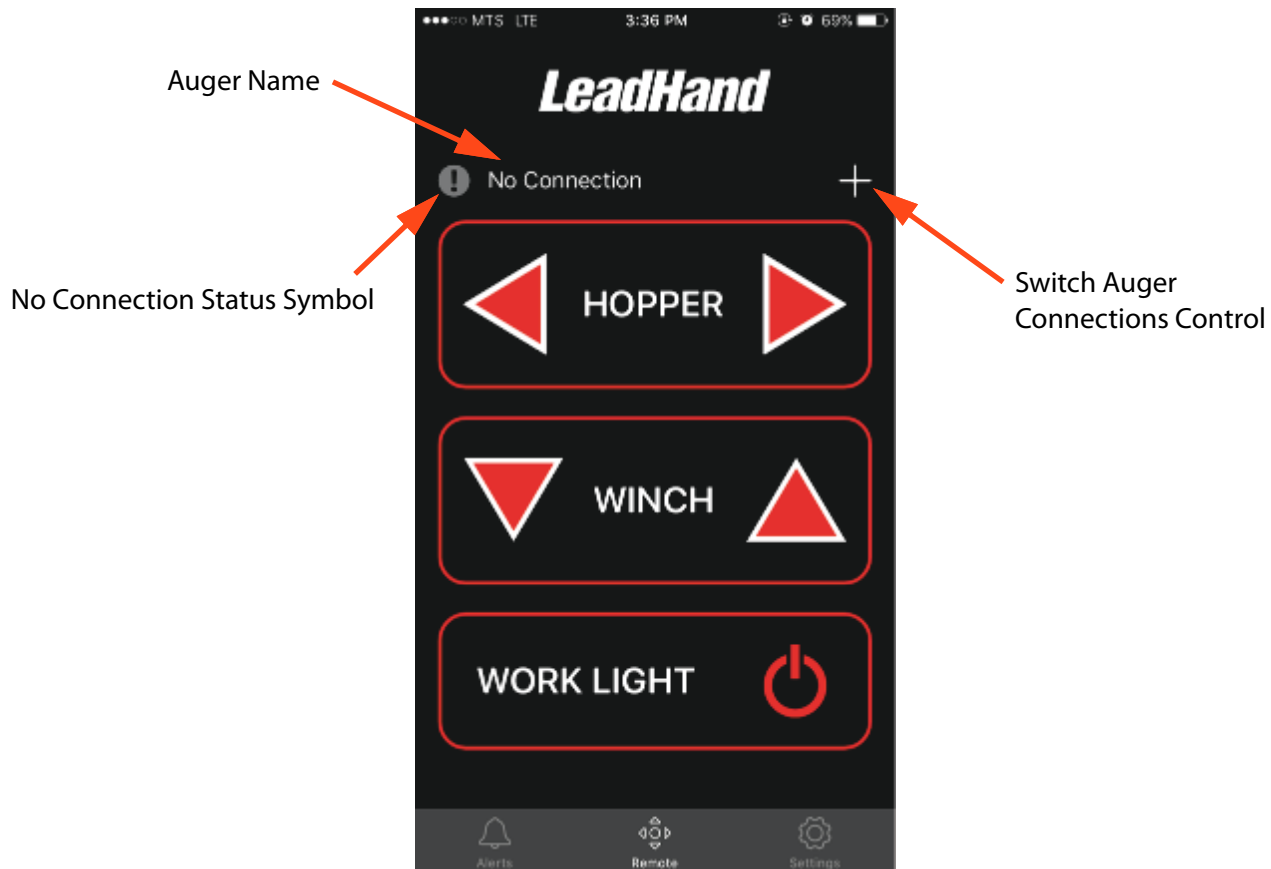 MTS LTE 3:36 PM 69%
LeadHand
Auger Name
No Connection
No Connection Status Symbol
Switch Auger
Connections Control
HOPPER
WINCH
WORK LIGHT
Alerts Remote Settings